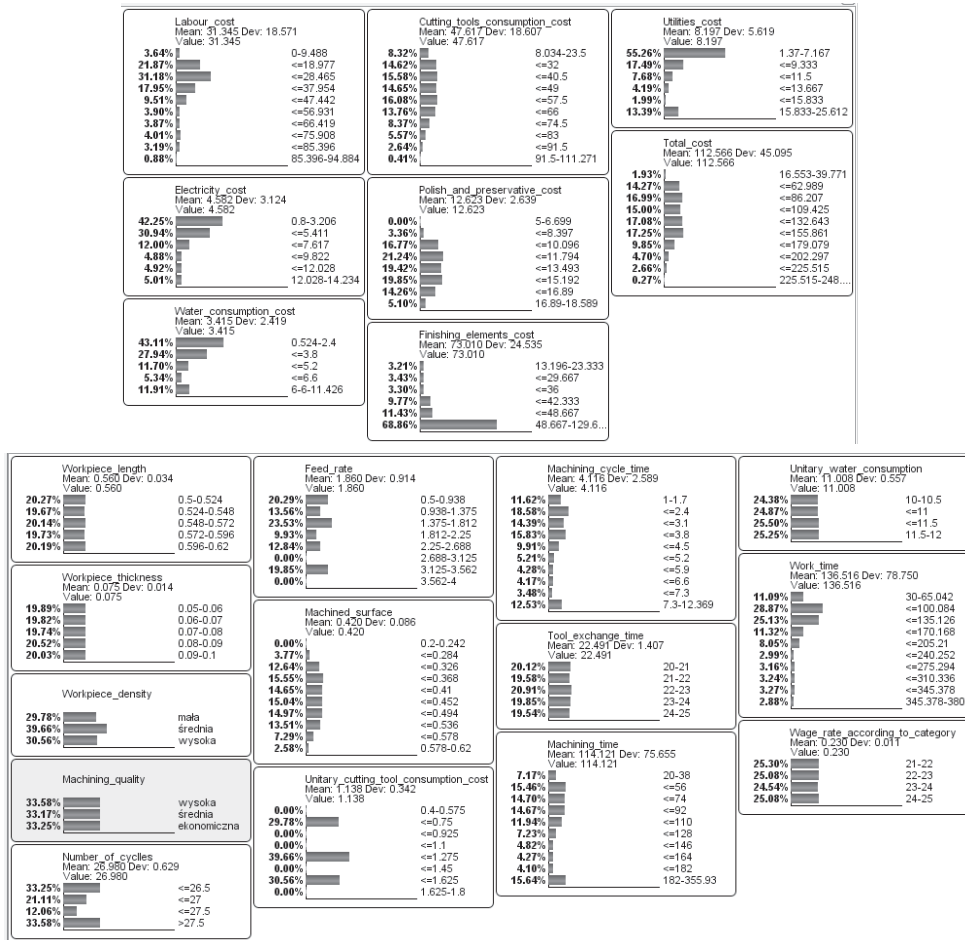 Labour_cost
Mean: 31.345 Dev: 18.571
Value: 31.345
3.64% 0-9.488
21.87% <=18.977
31.18% <=28.465
17.95% <=37.954
9.51% <=47.442
3.90% <=56.931
3.87% <=66.419
4.01% <=75.908
3.19% <=85.396
0.88% 85.396-94.884
Electricity_cost
Mean: 4.582 Dev: 3.124
Value: 4.582
42.25% 0.8-3.206
30.94% <=5.411
12.00% <=7.617
4.88% <=9.822
4.92% <=12.028
5.01% 12.028-14.234
Water_consumption_cost
Mean: 3.415 Dev: 2.419
Value: 3.415
43.11% 0.524-2.4
27.94% <=3.8
11.70% <=5.2
5.34% <=6.6
11.91% 6-6-11.426
Cutting_tools_consumption_cost
Mean: 47.617 Dev: 18.607
Value: 47.617
8.32% 8.034-23.5
14.62% <=32
15.58% <=40.5
14.65% <=49
16.08% <=57.5
13.76% <=66
8.37% <=74.5
5.57% <=83
2.64% <=91.5
0.41% 91.5-111.271
Polish_and_preservative_cost
Mean: 12.623 Dev: 2.639
Value: 12.623
0.00% 5-6.699
3.36% <=8.397
16.77% <=10.096
21.24% <=11.794
19.42% <=13.493
19.85% <=15.192
14.26% <=16.89
5.10% 16.89-18.589
Finishing_elements_cost
Mean: 73.010 Dev: 24.535
Value: 73.010
3.21% 13.196-23.333
3.43% <=29.667
3.30% <=36
9.77% <=42.333
11.43% <=48.667
68.86% 48.667-129.6...
Utilities_cost
Mean: 8.197 Dev: 5.619
Value: 8.197
55.26% 1.37-7.167
17.49% <=9.333
7.68% <=11.5
4.19% <=13.667
1.99% <=15.833
13.39% 15.833-25.612
Total_cost
Mean: 112.566 Dev: 45.095
Value: 112.566
1.93% 16.553-39.771
14.27% <=62.989
16.99% <=86.207
15.00% <=109.425
17.08% <=132.643
17.25% <=155.861
9.85% <=179.079
4.70% <=202.297
2.66% <=225.515
0.27% 225.515-248....
Workpiece_length
Mean: 0.560 Dev: 0.034
Value: 0.560
20.27% 0.5-0.524
19.67% 0.524-0.548
20.14% 0.548-0.572
19.73% 0.572-0.596
20.19% 0.596-0.62
Workpiece_thickness
Mean: 0.075 Dev: 0.014
Value: 0.075
19.89% 0.05-0.06
19.82% 0.06-0.07
19.74% 0.07-0.08
20.52% 0.08-0.09
20.03% 0.09-0.1
Workpiece_density
29.78% mała
39.66% średnia
30.56% wysoka
Machining_quality
33.58% wysoka
33.17% średnia
33.25% ekonomiczna
Number_of_cyclles
Mean: 26.980 Dev: 0.629
Value: 26.980
33.25% <=26.5
21.11% <=27
12.06% <=27.5
33.58% >27.5
Feed_rate
Mean: 1.860 Dev: 0.914
Value: 1.860
20.29% 0.5-0.938
13.56% 0.938-1.375
23.53% 1.375-1.812
9.93% 1.812-2.25
12.84% 2.25-2.688
0.00% 2.688-3.125
19.85% 3.125-3.562
0.00% 3.562-4
Machined_surface
Mean: 0.420 Dev: 0.086
Value: 0.420
0.00% 0.2-0.242
3.77% <=0.284
12.64% <=0.326
15.55% <=0.368
14.65% <=0.41
15.04% <=0.452
14.97% <=0.494
13.51% <=0.536
7.29% <=0.578
2.58% 0.578-0.62
Unitary_cutting_tool_consumption_cost
Mean: 1.138 Dev: 0.342
Value: 1.138
0.00% 0.4-0.575
29.78% <=0.75
0.00% <=0.925
0.00% <=1.1
39.66% <=1.275
0.00% <=1.45
30.56% <=1.625
0.00% 1.625-1.8
Machining_cycle_time
Mean: 4.116 Dev: 2.589
Value: 4.116
11.62% 1-1.7
18.58% <=2.4
14.39% <=3.1
15.83% <=3.8
9.91% <=4.5
5.21% <=5.2
4.28% <=5.9
4.17% <=6.6
3.48% <=7.3
12.53% 7.3-12.369
Tool_exchange_time
Mean: 22.491 Dev: 1.407
Value: 22.491
20.12% 20-21
19.58% 21-22
20.91% 22-23
19.85% 23-24
19.54% 24-25
Machining_time
Mean: 114.121 Dev: 75.655
Value: 114.121
7.17% 20-38
15.46% <=56
14.70% <=74
14.67% <=92
11.94% <=110
7.23% <=128
4.82% <=146
4.27% <=164
4.10% <=182
15.64% 182-355.93
Unitary_water_consumption
Mean: 11.008 Dev: 0.557
Value: 11.008
24.38% 10-10.5
24.87% <=11
25.50% <=11.5
25.25% 11.5-12
Work_time
Mean: 136.516 Dev: 78.750
Value: 136.516
11.09% 30-65.042
28.87% <=100.084
25.13% <=135.126
11.32% <=170.168
8.05% <=205.21
2.99% <=240.252
3.16% <=275.294
3.24% <=310.336
3.27% <=345.378
2.88% 345.378-380
Wage_rate_according_to_category
Mean: 0.230 Dev: 0.011
Value: 0.230
25.30% 21-22
25.08% 22-23
24.54% 23-24
25.08% 24-25